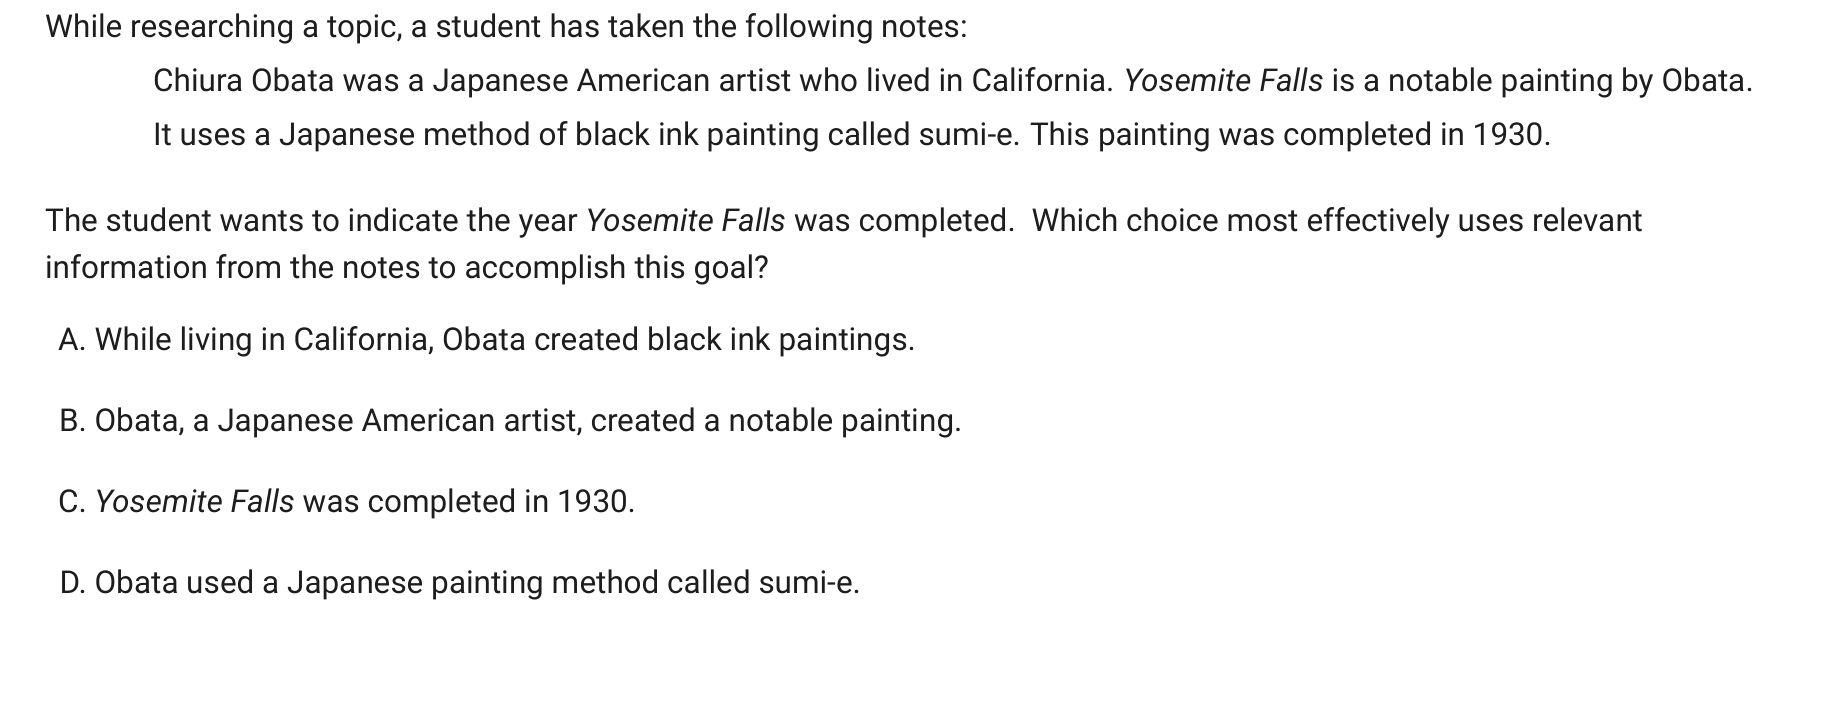 While researching a topic, a student has taken the following notes:
Chiura Obata was a Japanese American artist who lived in California. Yosemite Falls is a notable painting by Obata.
It uses a Japanese method of black ink painting called sumi-e. This painting was completed in 1930.
The student wants to indicate the year Yosemite Falls was completed.  Which choice most effectively uses relevant
information from the notes to accomplish this goal?
A. While living in California, Obata created black ink paintings.
B. Obata, a Japanese American artist, created a notable painting.
C. Yosemite Falls was completed in 1930.
D. Obata used a Japanese painting method called sumi-e.